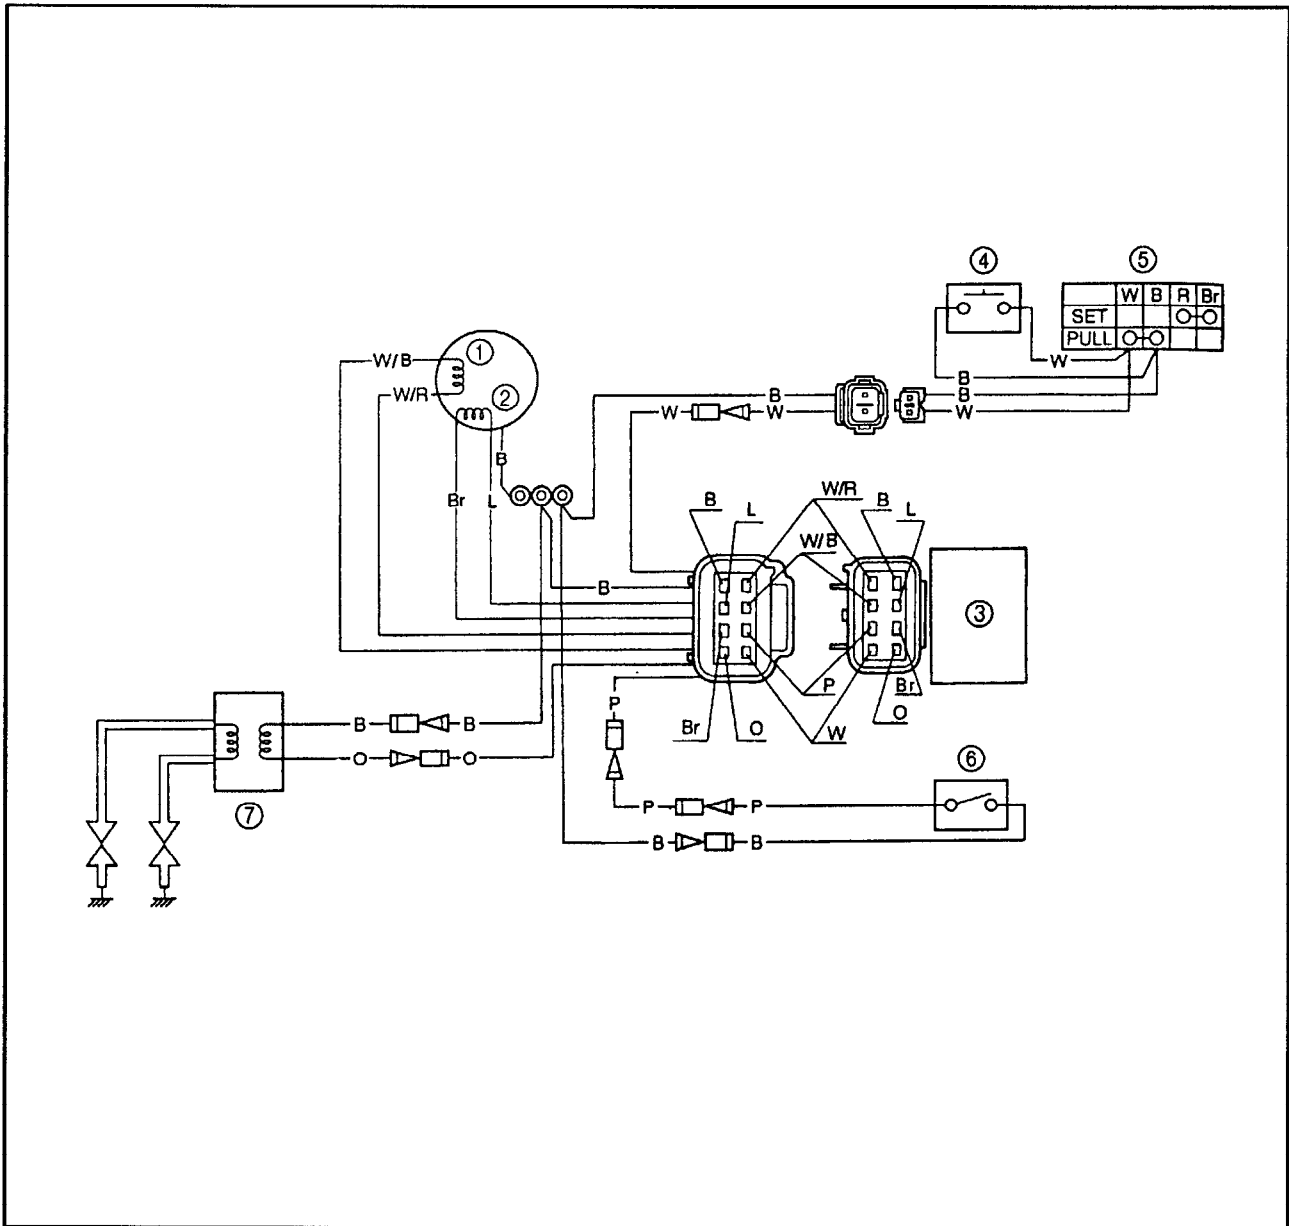 ④ ⑤
W B R Br
SET
PULL
① W/B
W
W/R ②
B
B B
W W W
B
Br L
W/R
B L B L
W/B
B
③
P
P Br
Br O W O
B B
O O
⑥
⑦
P P
B B